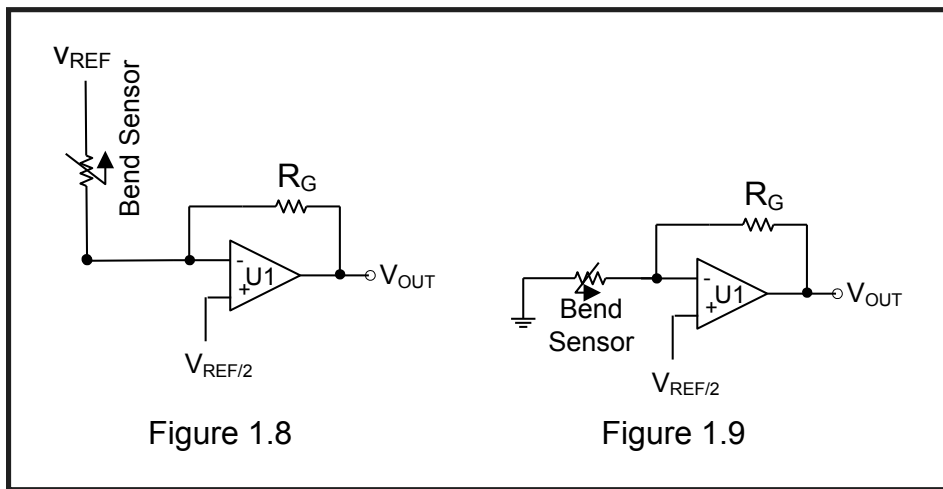 VREF
Bend Sensor
RG
-
U1
+
VOUT
VREF/2
Figure 1.8
RG
Bend
Sensor
-
U1
+
VOUT
VREF/2
Figure 1.9